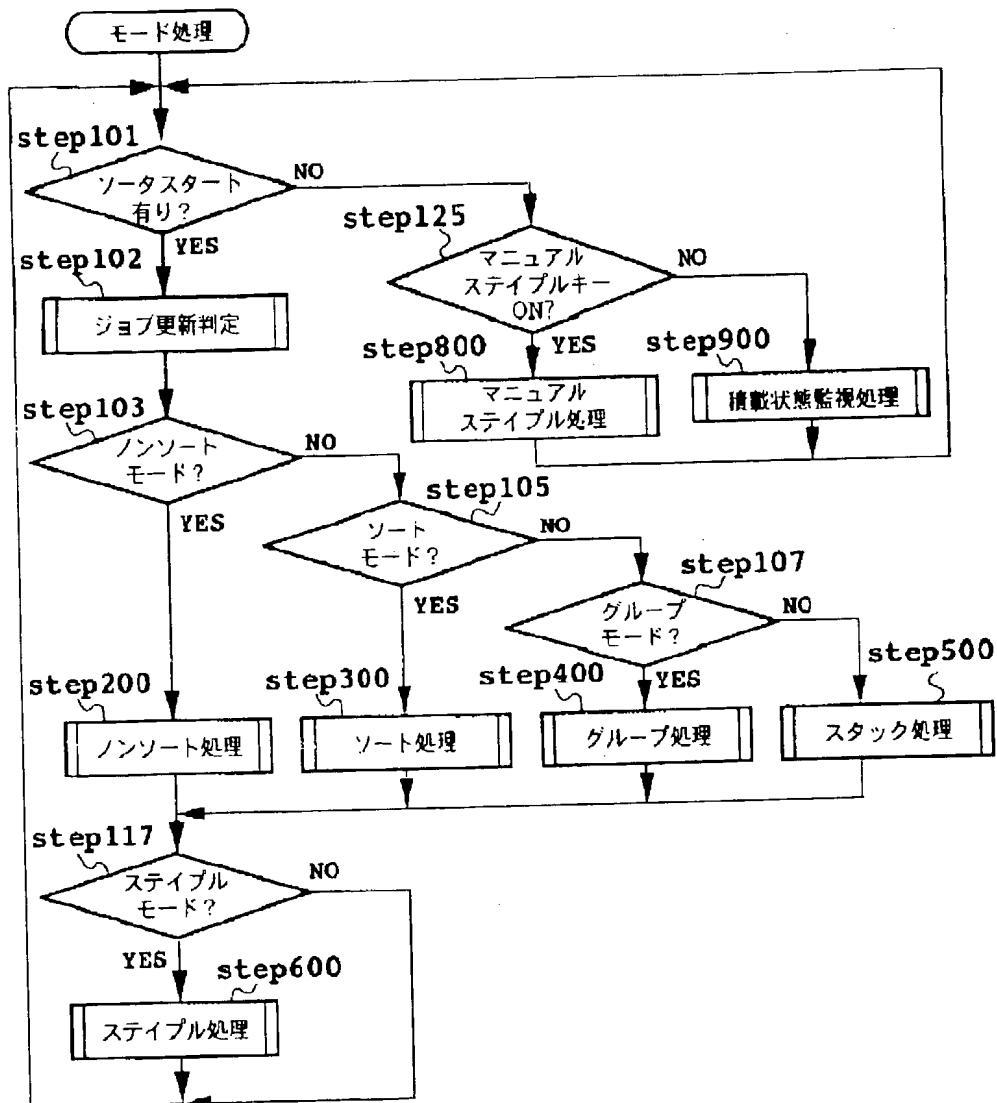 モード処理
step101
ソータスタート
有り?
NO
YES
step125
マニュアル
ステイプルキー
ON?
NO
YES
step102
ジョブ更新判定
step800
マニュアル
ステイプル処理
step900
積載状態監視処理
step103
ノンソート
モード?
NO
YES
step105
ソート
モード?
NO
YES
step107
グループ
モード?
NO
YES
step200
ノンソート処理
step300
ソート処理
step400
グループ処理
step500
スタック処理
step117
ステイプル
モード?
NO
YES
step600
ステイプル処理